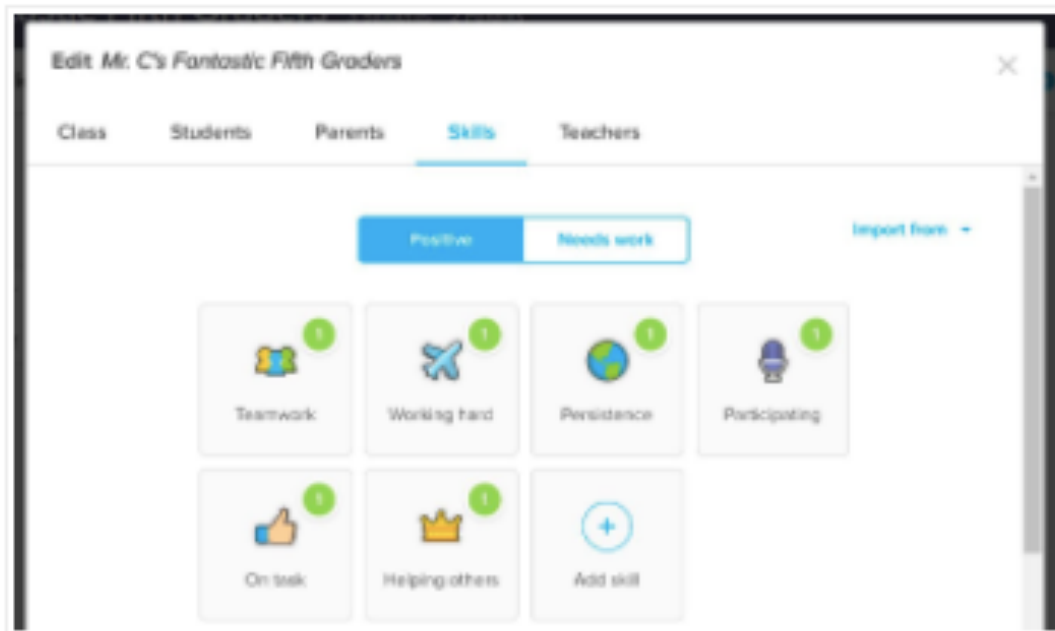 Edit Mr. C's Fantastic Fifth Graders
Class Students Parents Skills Teachers
Positive Needs work Import from
1 1 1 1
Teamwork Working hard Persistence Participating
1 1
On task Helping others Add skill